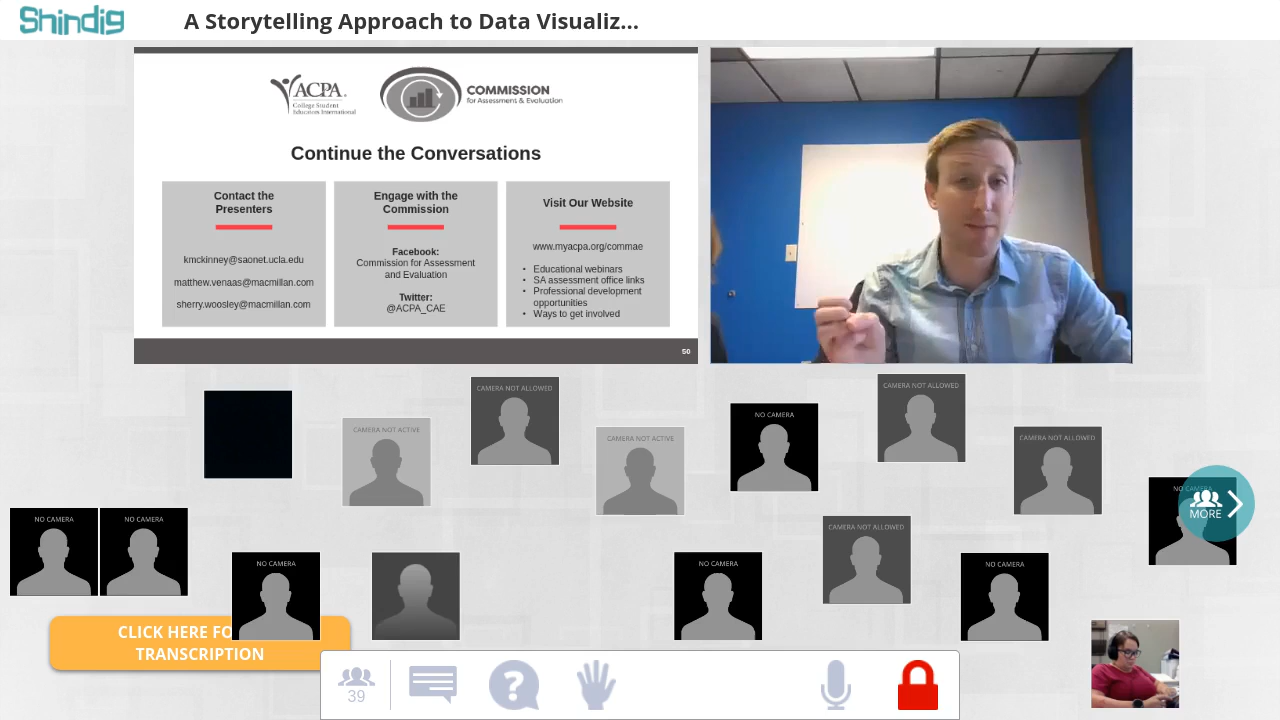 Shindig
A Storytelling Approach to Data Visualiz...
ACPA
College Student
Educators International
COMMISSION
for Assessment & Evaluation
Continue the Conversations
Contact the
Presenters
kmckinney@saonet.ucla.edu
matthew.venaas@macmillan.com
sherry.woosley@macmillan.com
Engage with the
Commission
Facebook:
Commission for Assessment
and Evaluation
Twitter:
@ACPA_CAE
Visit Our Website
www.myacpa.org/commae
• Educational webinars
• SA assessment office links
• Professional development
opportunities
• Ways to get involved
50
CAMERA NOT ALLOWED
CAMERA NOT ALLOWED
NO CAMERA
CAMERA NOT ACTIVE
CAMERA NOT ACTIVE
CAMERA NOT ALLOWED
NO CAMERA
MORE
NO CAMERA
NO CAMERA
CAMERA NOT ALLOWED
NO CAMERA
NO CAMERA
NO CAMERA
CLICK HERE FO
TRANSCRIPTION
39